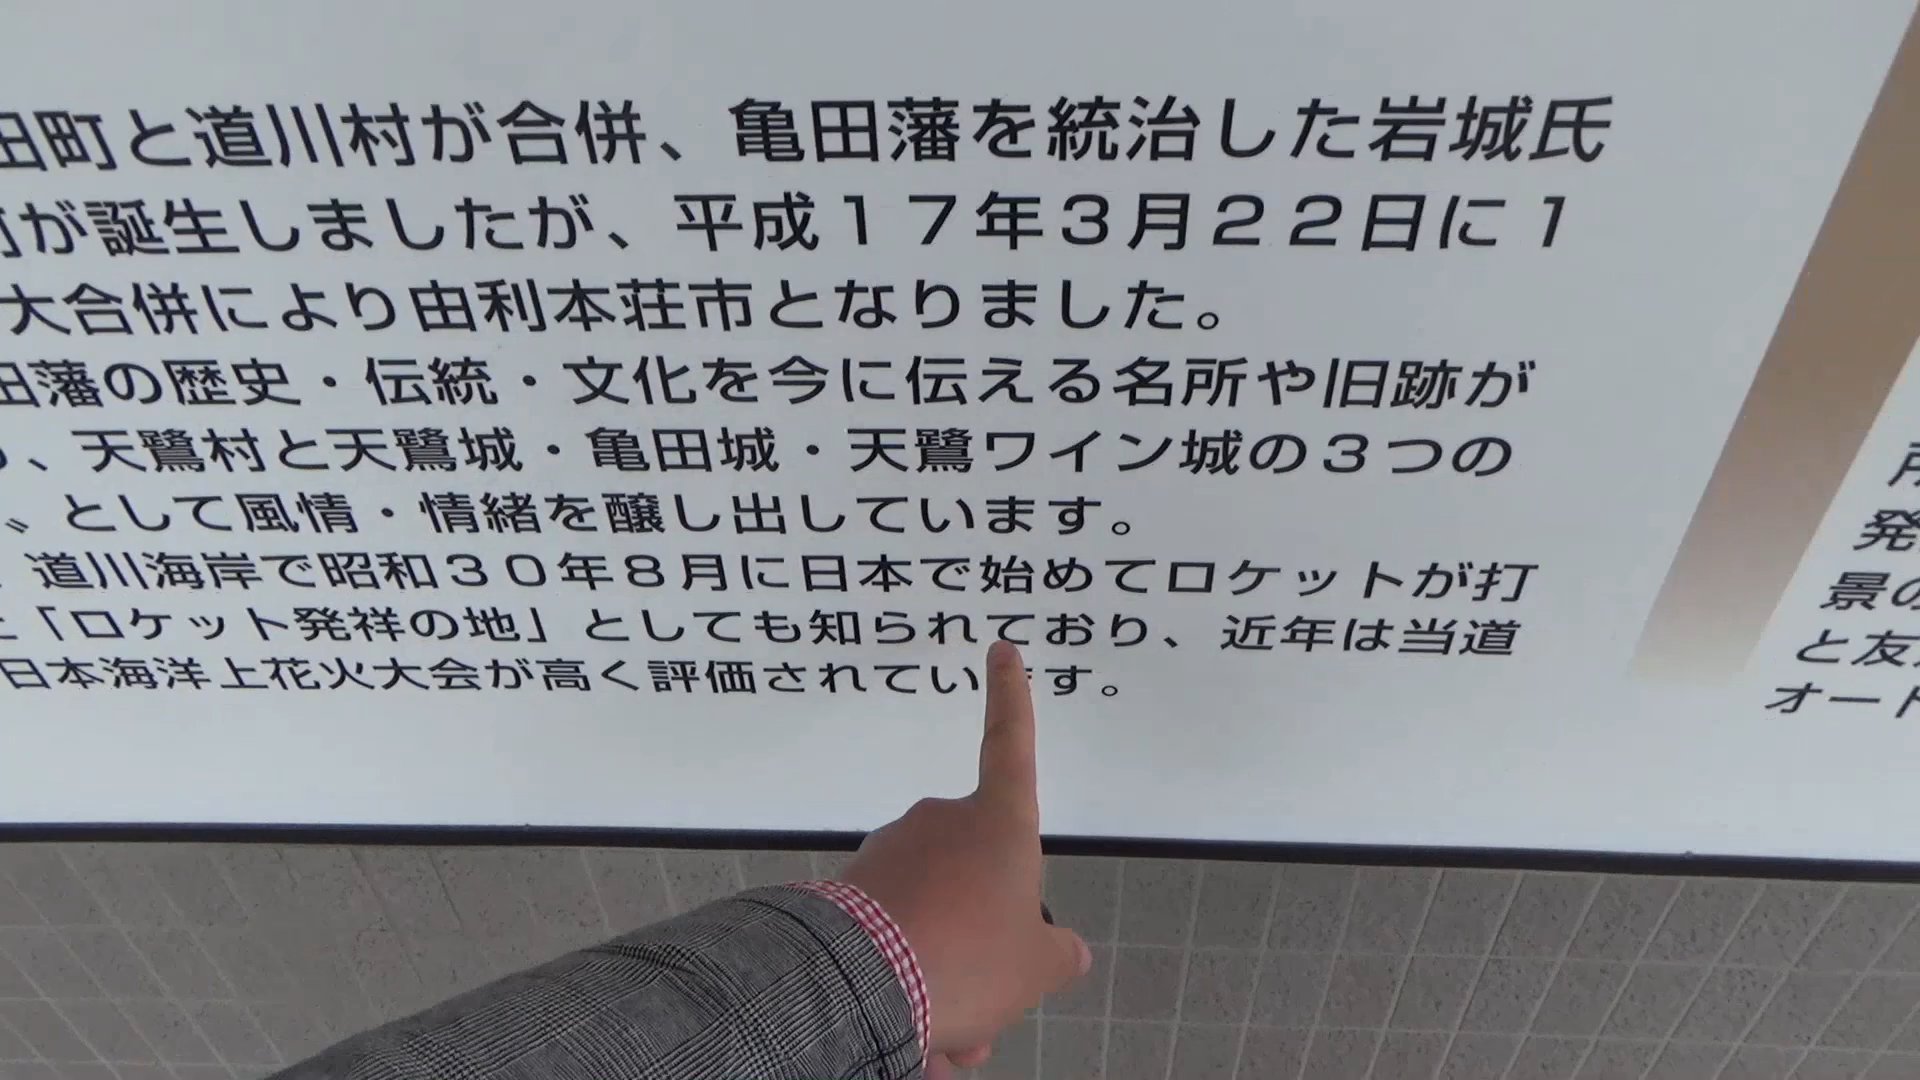 田町と道川村が合併、亀田藩を統治した岩城氏
町が誕生しましたが、平成１７年３月２２日に１
大合併により由利本荘市となりました。
田藩の歴史・伝統・文化を今に伝える名所や旧跡が
、天鷺村と天鷺城・亀田城・天鷺ワイン城の３つの
〟として風情・情緒を醸し出しています。
道川海岸で昭和３０年８月に日本で始めてロケットが打
「ロケット発祥の地」としても知られており、近年は当道
日本海洋上花火大会が高く評価されています。
発
景の
と友
オート